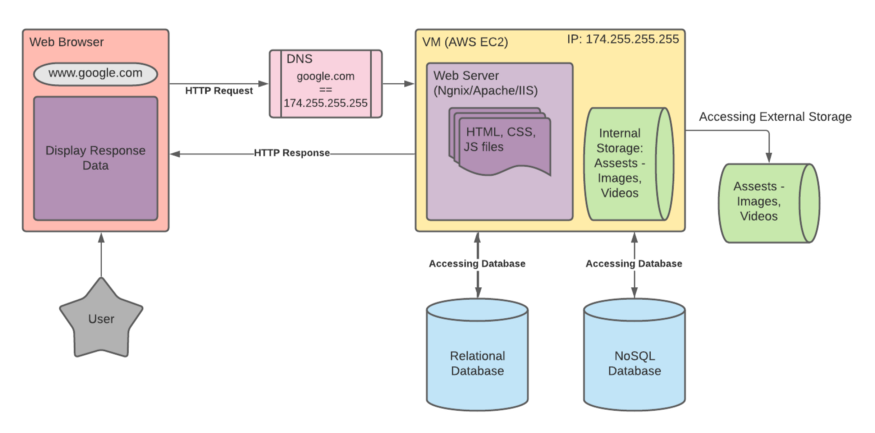 Web Browser
www.google.com
Display Response
Data
User
HTTP Request
HTTP Response
DNS
google.com
==
174.255.255.255
VM (AWS EC2)
IP: 174.255.255.255
Web Server
(Ngnix/Apache/IIS)
HTML, CSS,
JS files
Internal
Storage:
Assests -
Images,
Videos
Accessing External Storage
Assests -
Images,
Videos
Accessing Database
Accessing Database
Relational
Database
NoSQL
Database